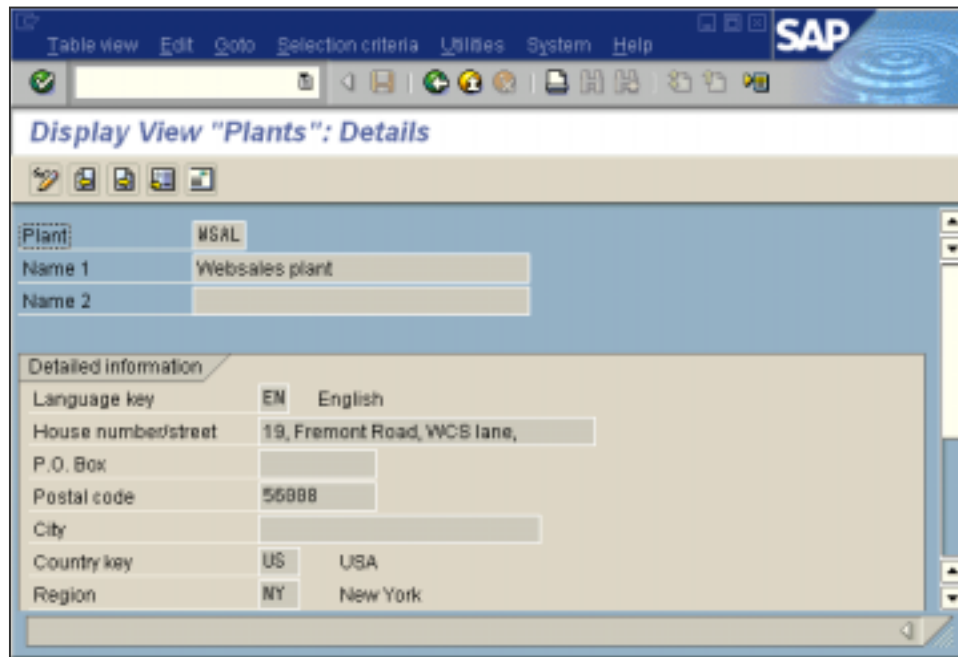 Table view Edit Goto Selection criteria Utilities System Help
SAP
Display View "Plants": Details
Plant WSAL
Name 1 Websales plant
Name 2
Detailed information
Language key EN English
House number/street 19, Fremont Road, WCS lane,
P.O. Box
Postal code
City
Country key US USA
Region NY New York